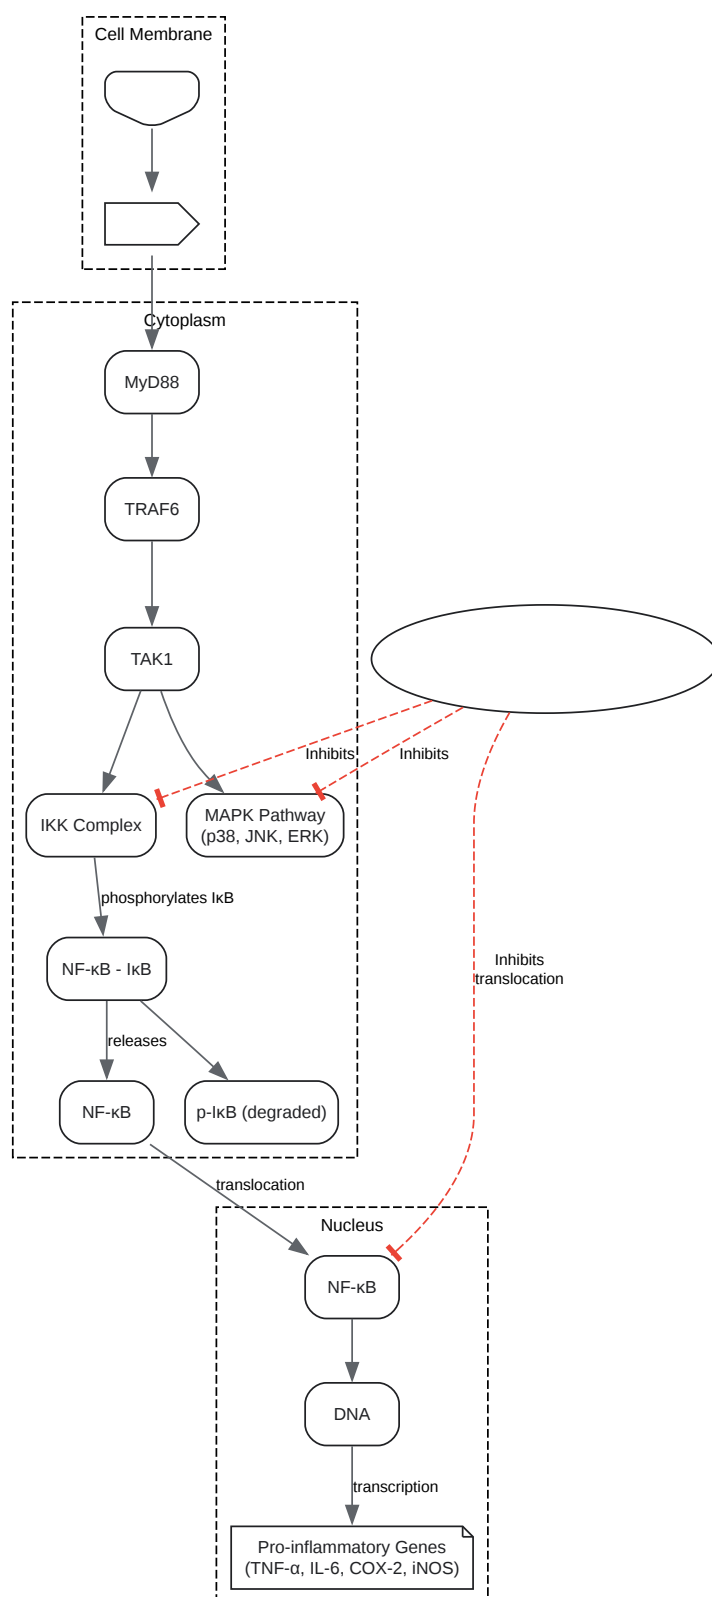 Cell Membrane
Cytoplasm
MyD88
TRAF6
TAK1
Inhibits
Inhibits
IKK Complex
MAPK Pathway
(p38, JNK, ERK)
phosphorylates IκB
NF-κB - IκB
Inhibits
translocation
releases
NF-κB
p-IκB (degraded)
translocation
Nucleus
NF-κB
DNA
transcription
Pro-inflammatory Genes
(TNF-α, IL-6, COX-2, iNOS)